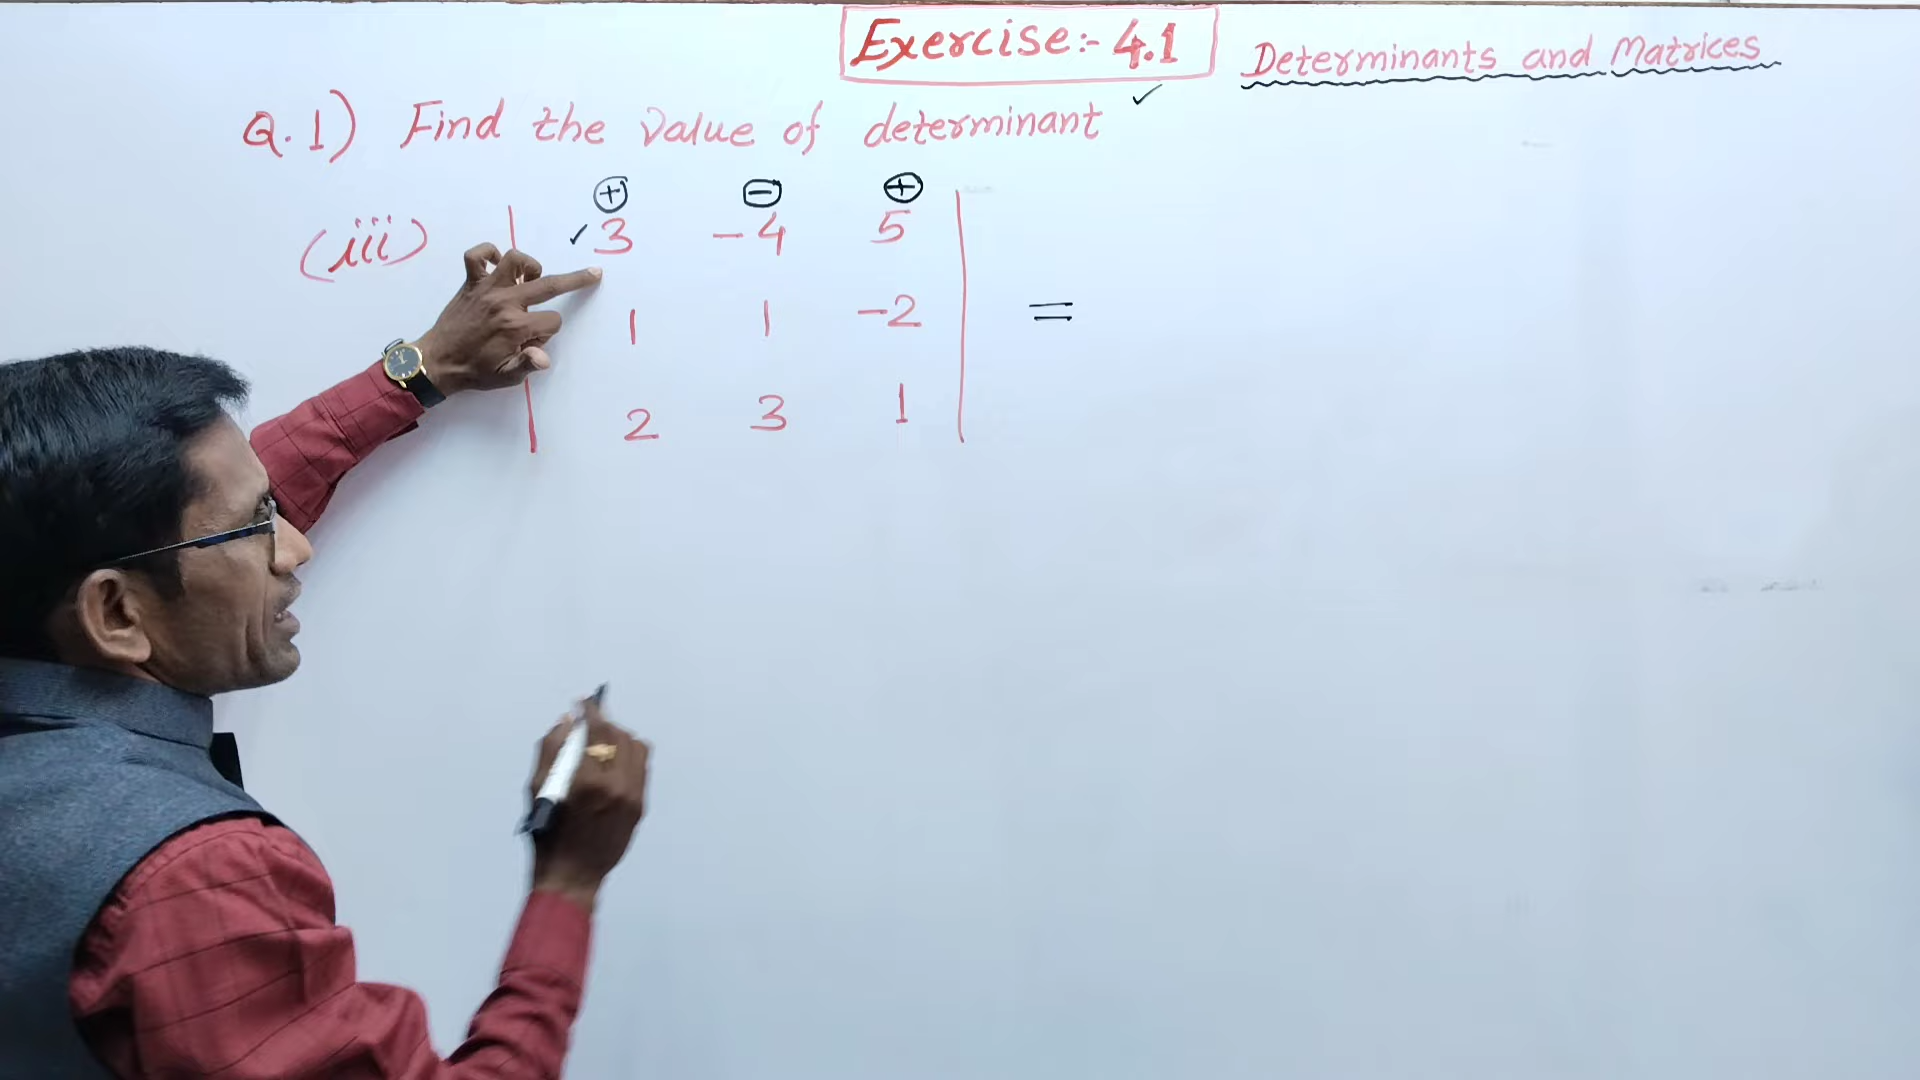 Exercise:- 4.1 Determinants and Matrices
Q. 1) Find the value of determinant ✓
⊕ ⊖ ⊕
(iii) | ✓ 3 -4 5 |
1 1 -2 =
2 3 1